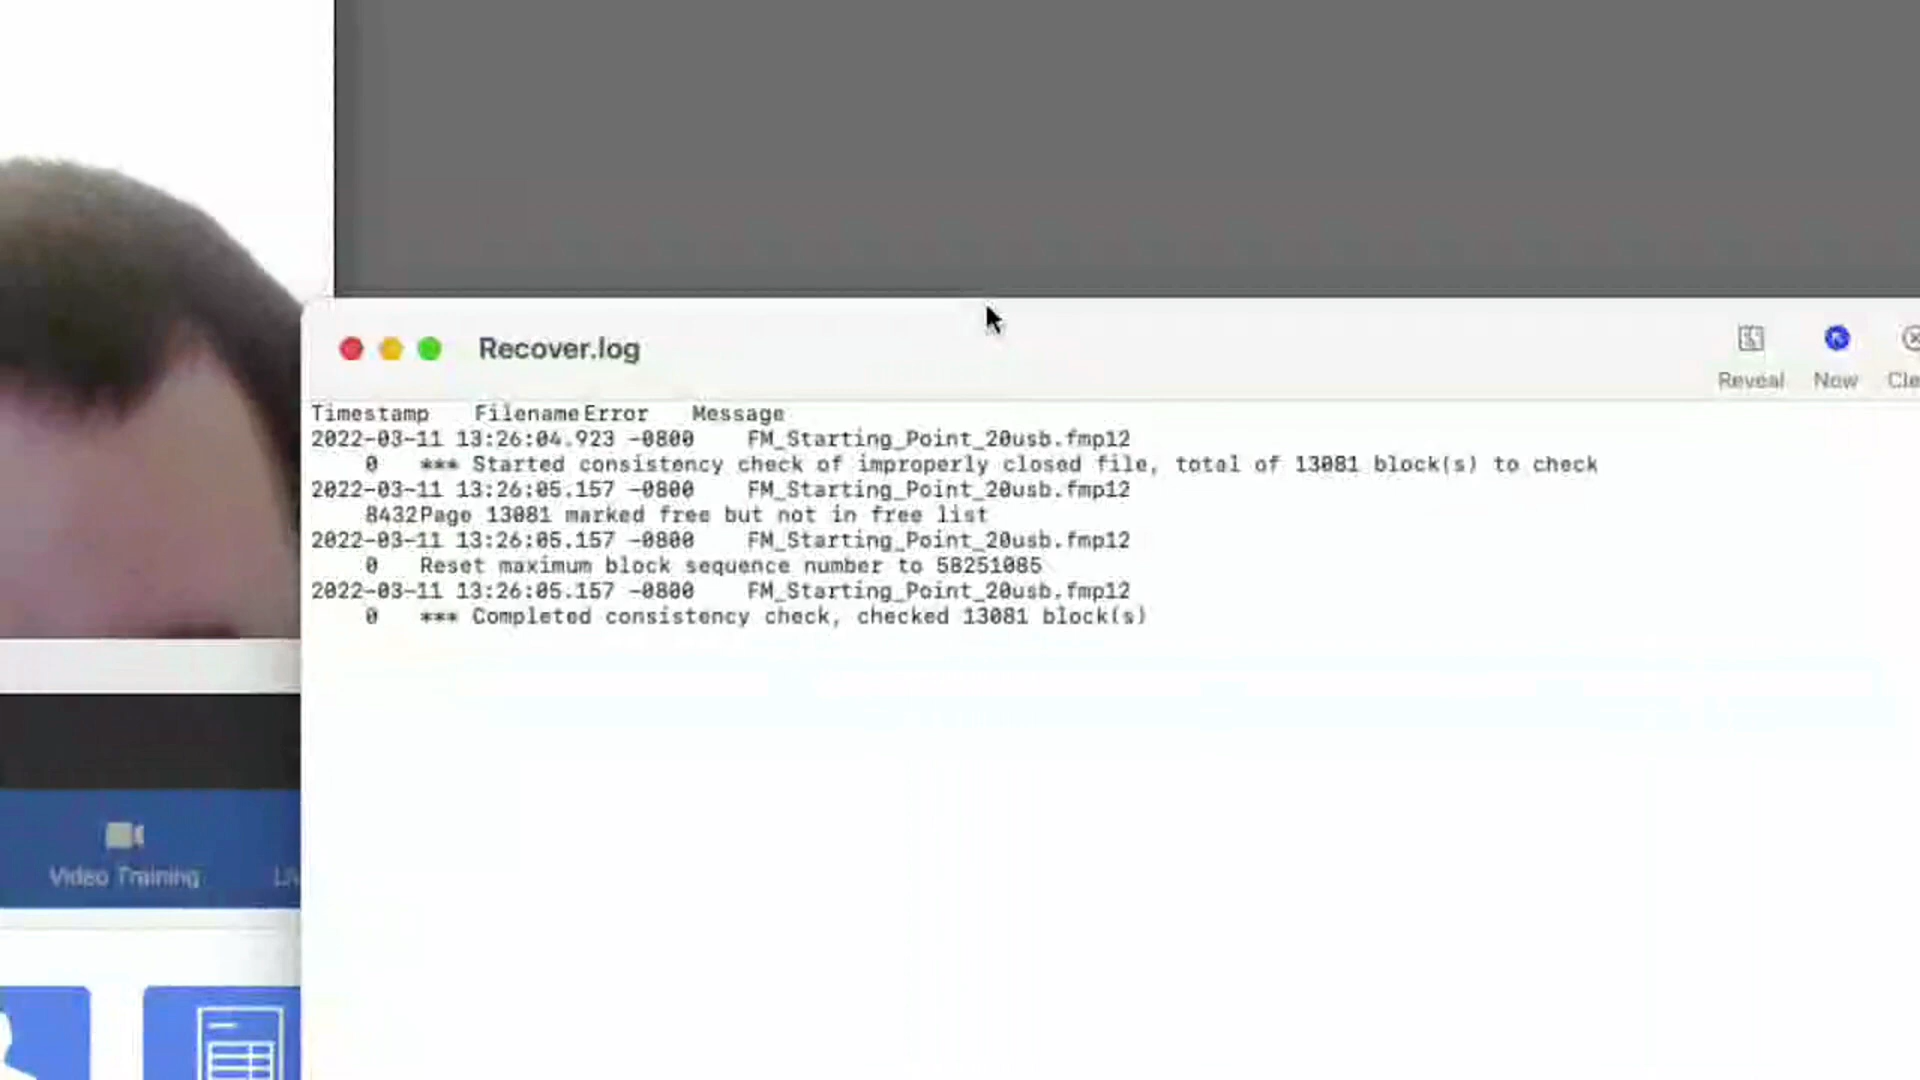 Recover.log
Reveal
Now
Cle
Timestamp Filename Error Message
2022-03-11 13:26:04.923 -0800 FM_Starting_Point_20usb.fmp12
0 *** Started consistency check of improperly closed file, total of 13081 block(s) to check
2022-03-11 13:26:05.157 -0800 FM_Starting_Point_20usb.fmp12
8432Page 13081 marked free but not in free list
2022-03-11 13:26:05.157 -0800 FM_Starting_Point_20usb.fmp12
0 Reset maximum block sequence number to 58251085
2022-03-11 13:26:05.157 -0800 FM_Starting_Point_20usb.fmp12
0 *** Completed consistency check, checked 13081 block(s)
Video Training